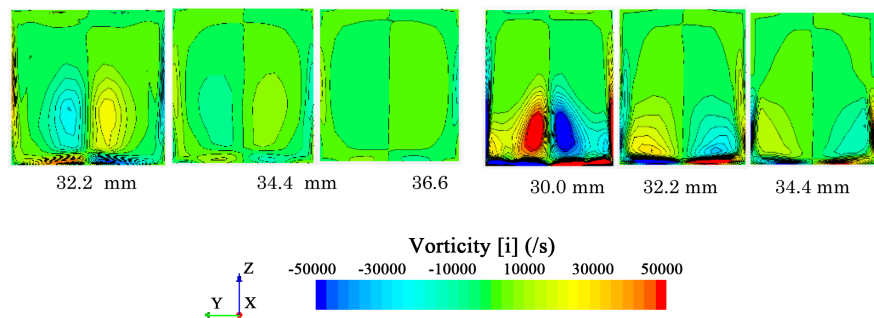 32.2 mm 34.4 mm 36.6 30.0 mm 32.2 mm 34.4 mm
Vorticity [i] (/s)
-50000 -30000 -10000 10000 30000 50000
Z
Y X